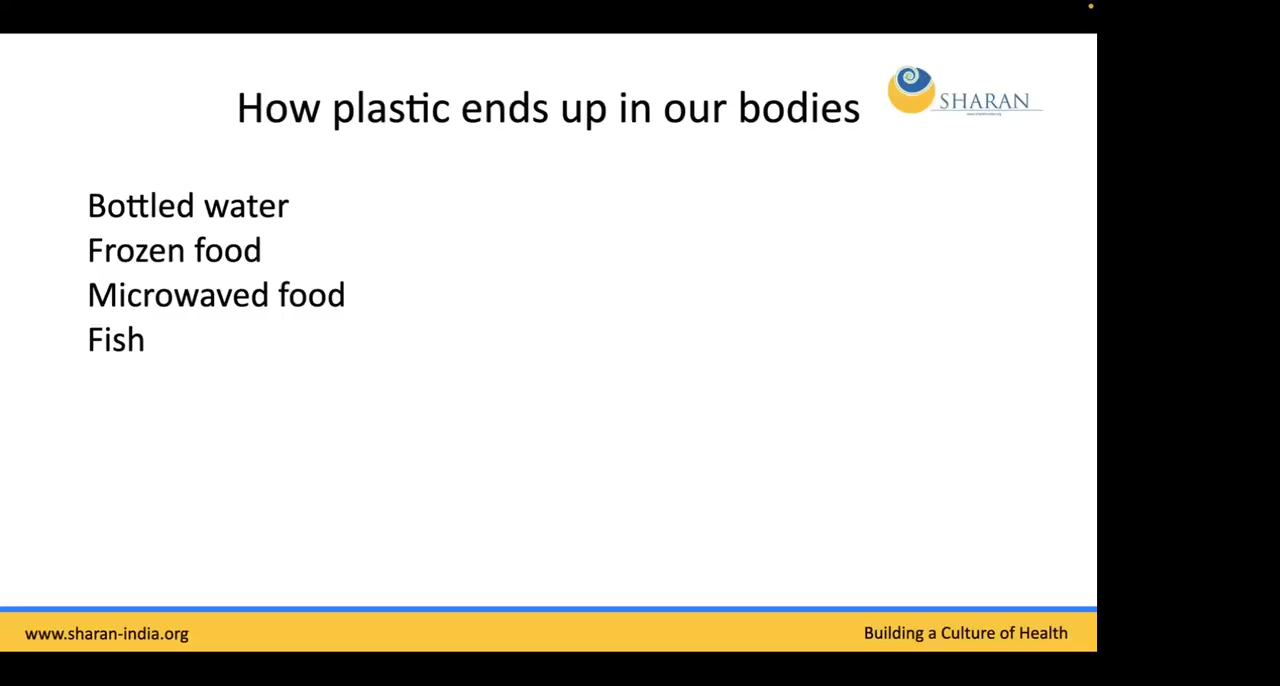 How plastic ends up in our bodies
SHARAN
Bottled water
Frozen food
Microwaved food
Fish
www.sharan-india.org
Building a Culture of Health